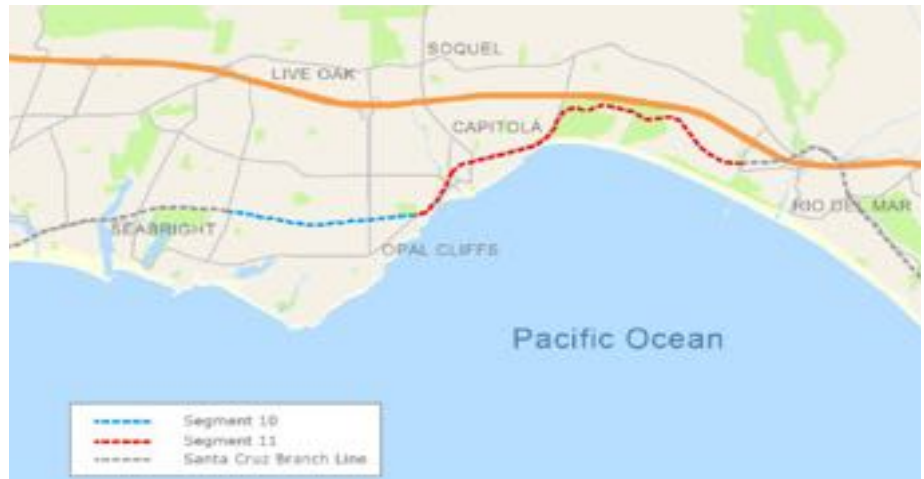 SOQUEL
LIVE OAK
CAPITOLA
SEABRIGHT
RIO DEL MAR
OPAL CLIFFS
Pacific Ocean
Segment 10
Segment 11
Santa Cruz Branch Line